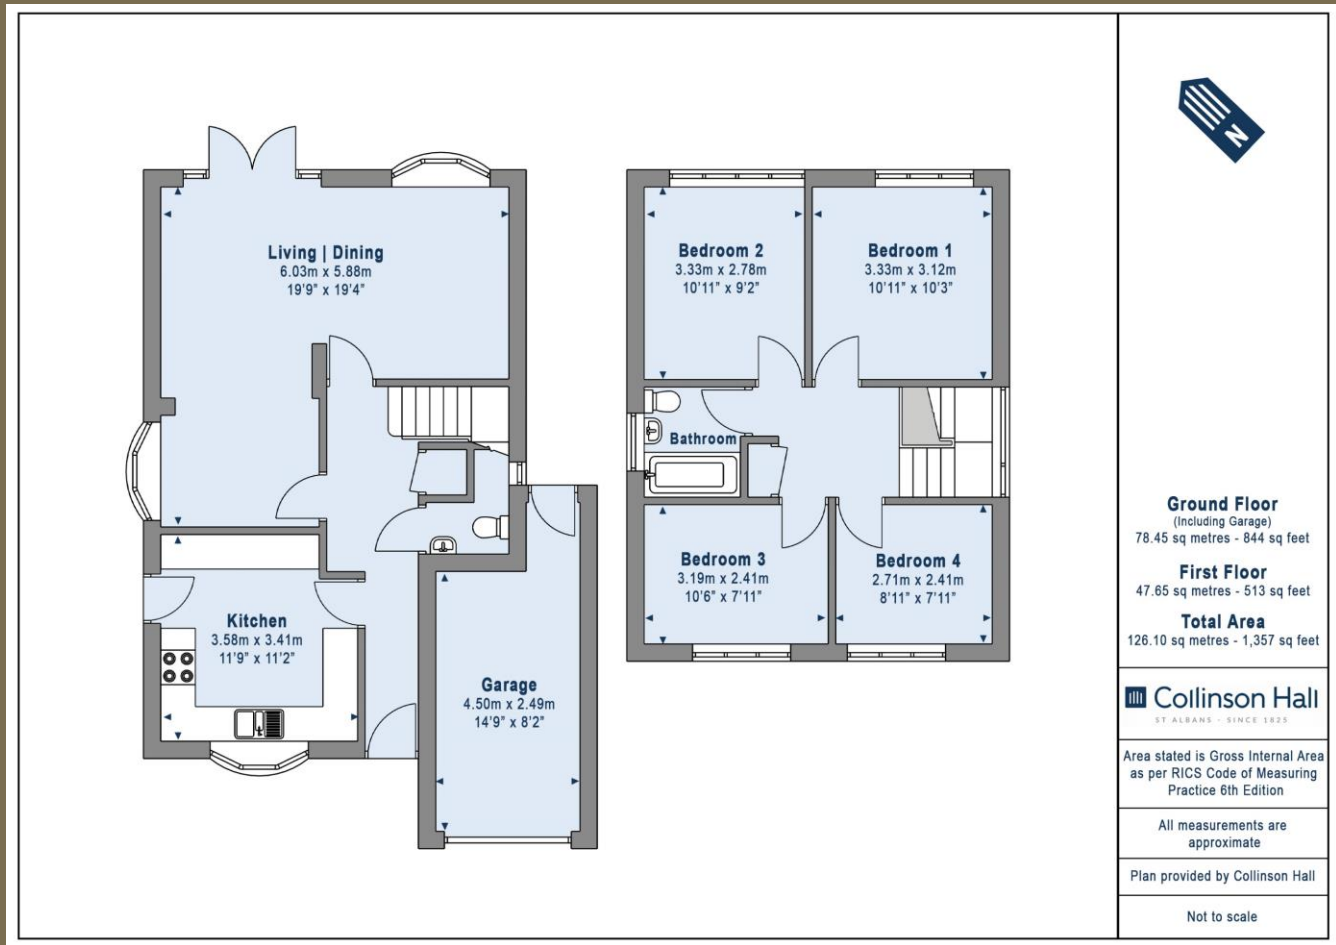 Living | Dining
6.03m x 5.88m
19'9" x 19'4"
Kitchen
3.58m x 3.41m
11'9" x 11'2"
Garage
4.50m x 2.49m
14'9" x 8'2"
Bedroom 2
3.33m x 2.78m
10'11" x 9'2"
Bedroom 1
3.33m x 3.12m
10'11" x 10'3"
Bathroom
Bedroom 3
3.19m x 2.41m
10'6" x 7'11"
Bedroom 4
2.71m x 2.41m
8'11" x 7'11"
N
Ground Floor
(Including Garage)
78.45 sq metres - 844 sq feet
First Floor
47.65 sq metres - 513 sq feet
Total Area
126.10 sq metres - 1,357 sq feet
Collinson Hall
ST ALBANS - SINCE 1825
Area stated is Gross Internal Area
as per RICS Code of Measuring
Practice 6th Edition
All measurements are
approximate
Plan provided by Collinson Hall
Not to scale